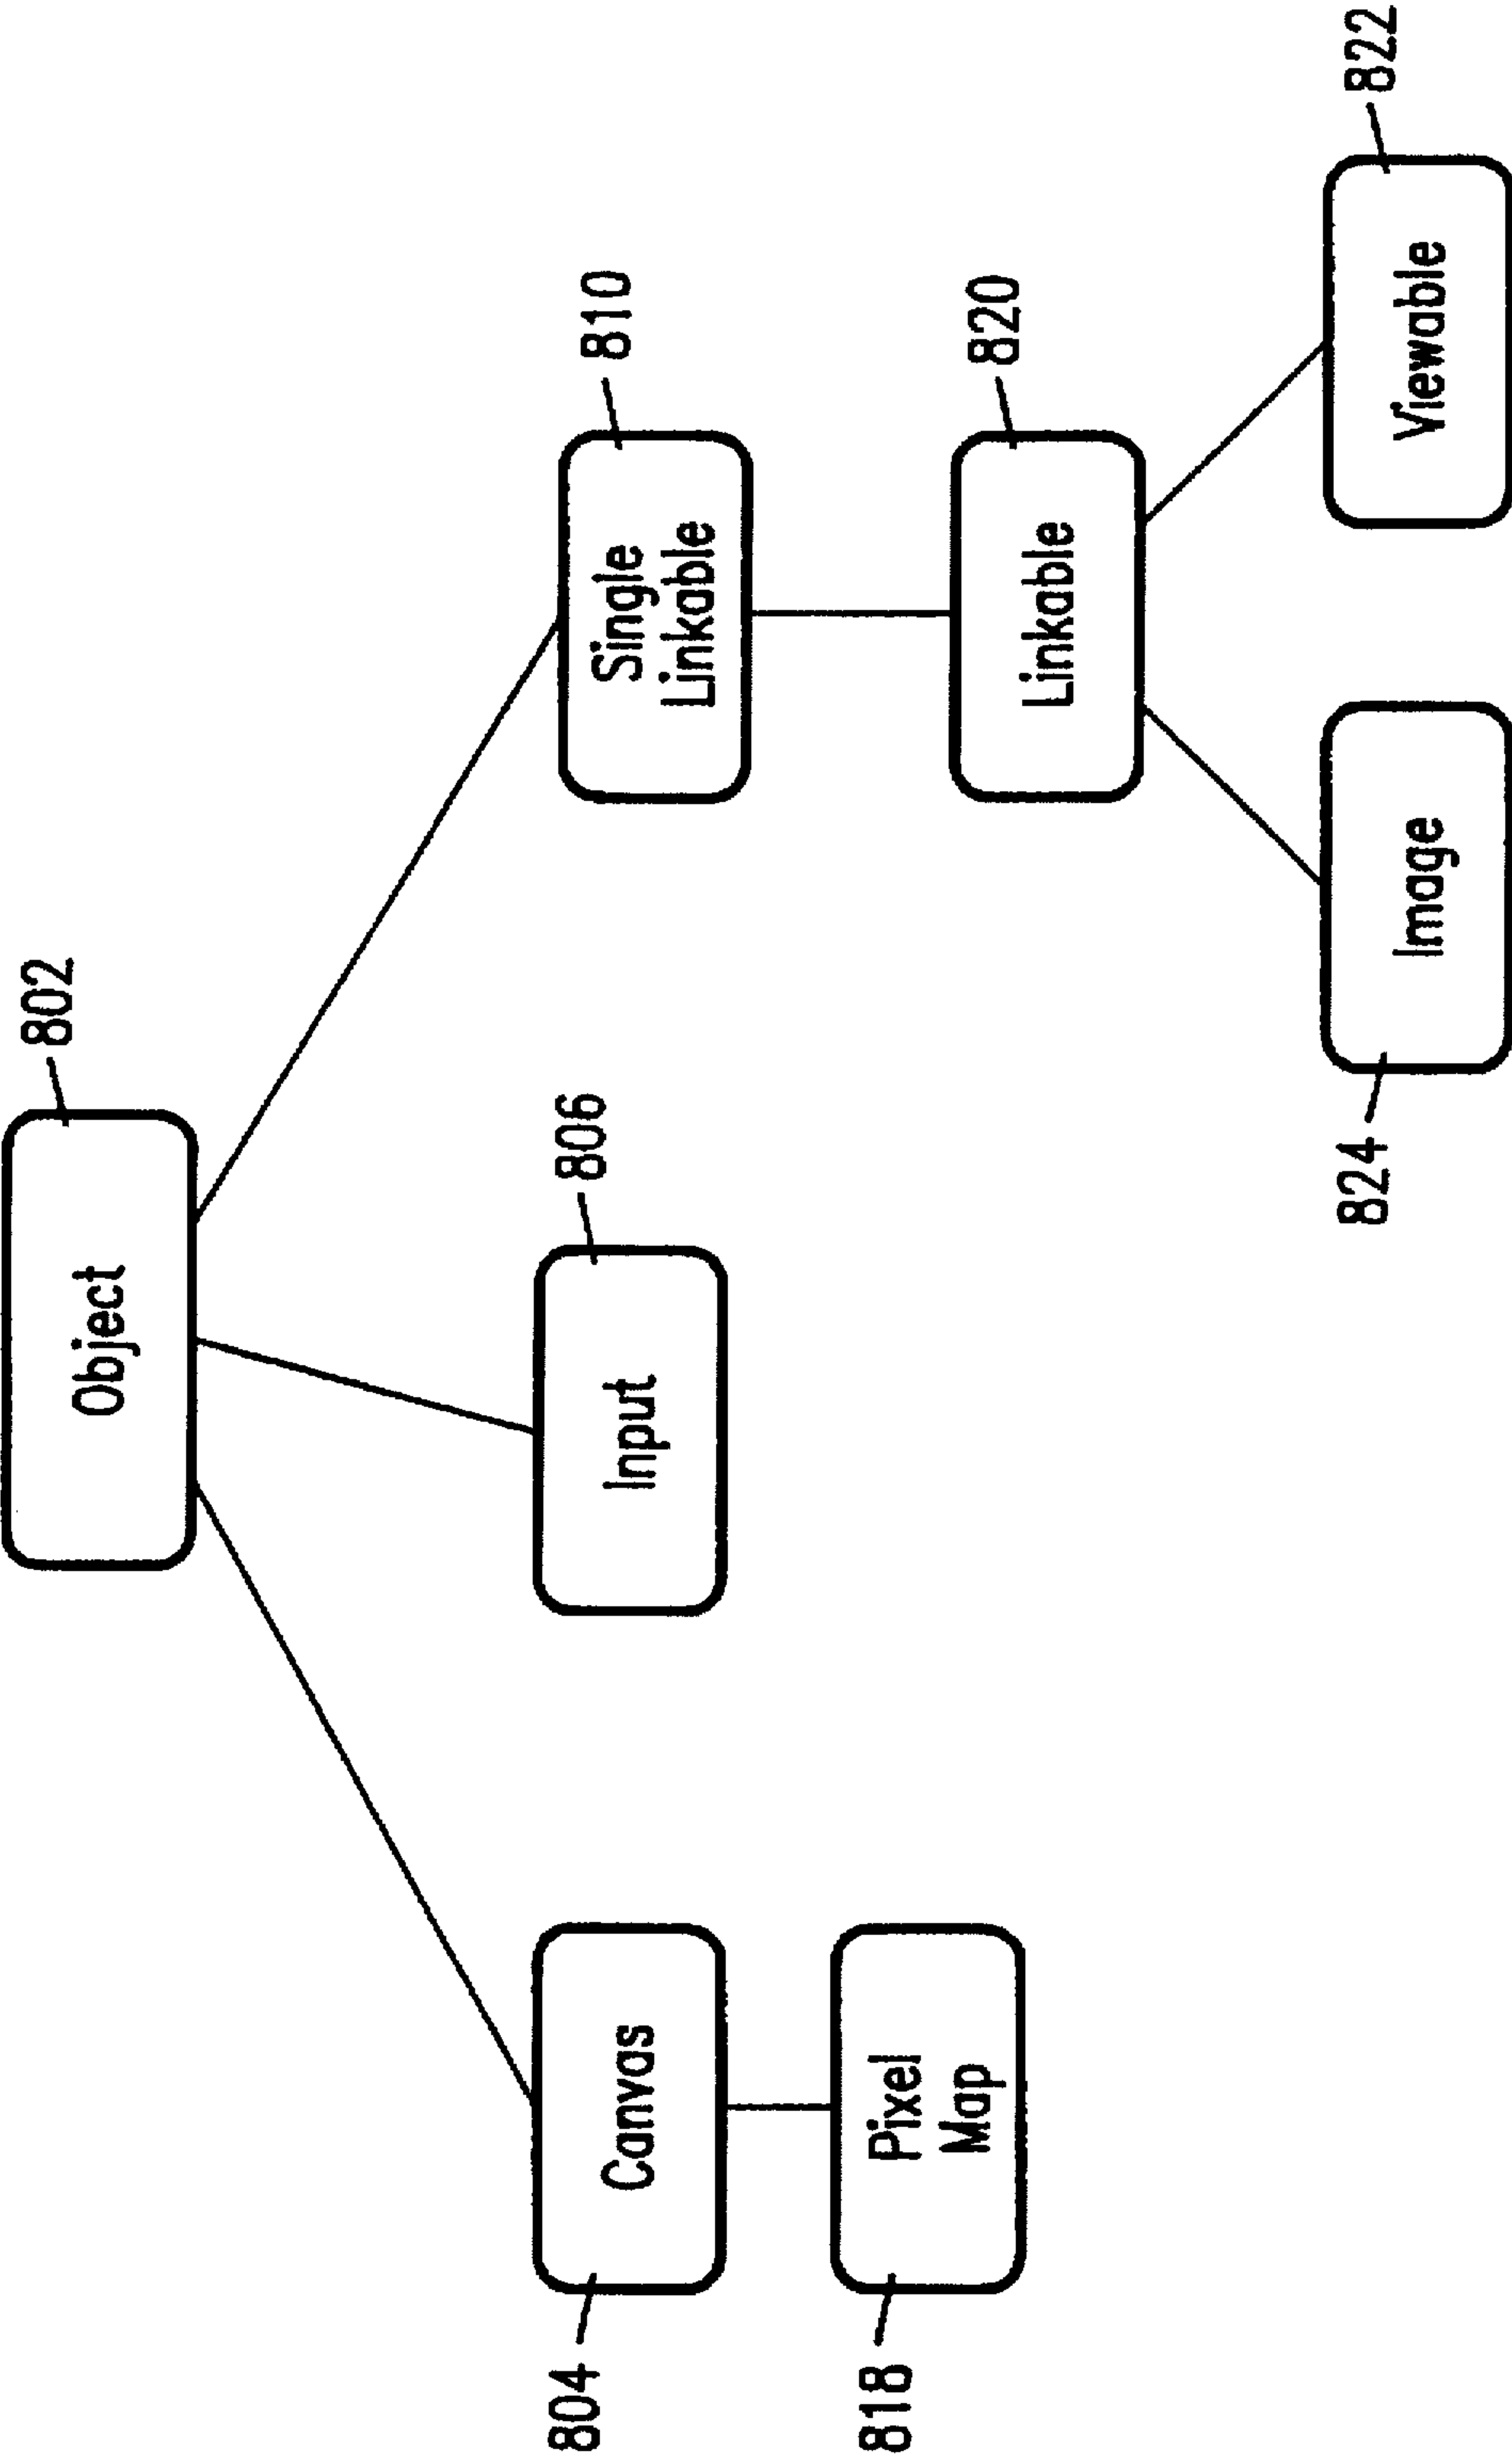 802
Object
804
Canvas
806
Input
810
Single
Linkable
818
Pixel
Map
820
Linkable
824
Image
822
Viewable